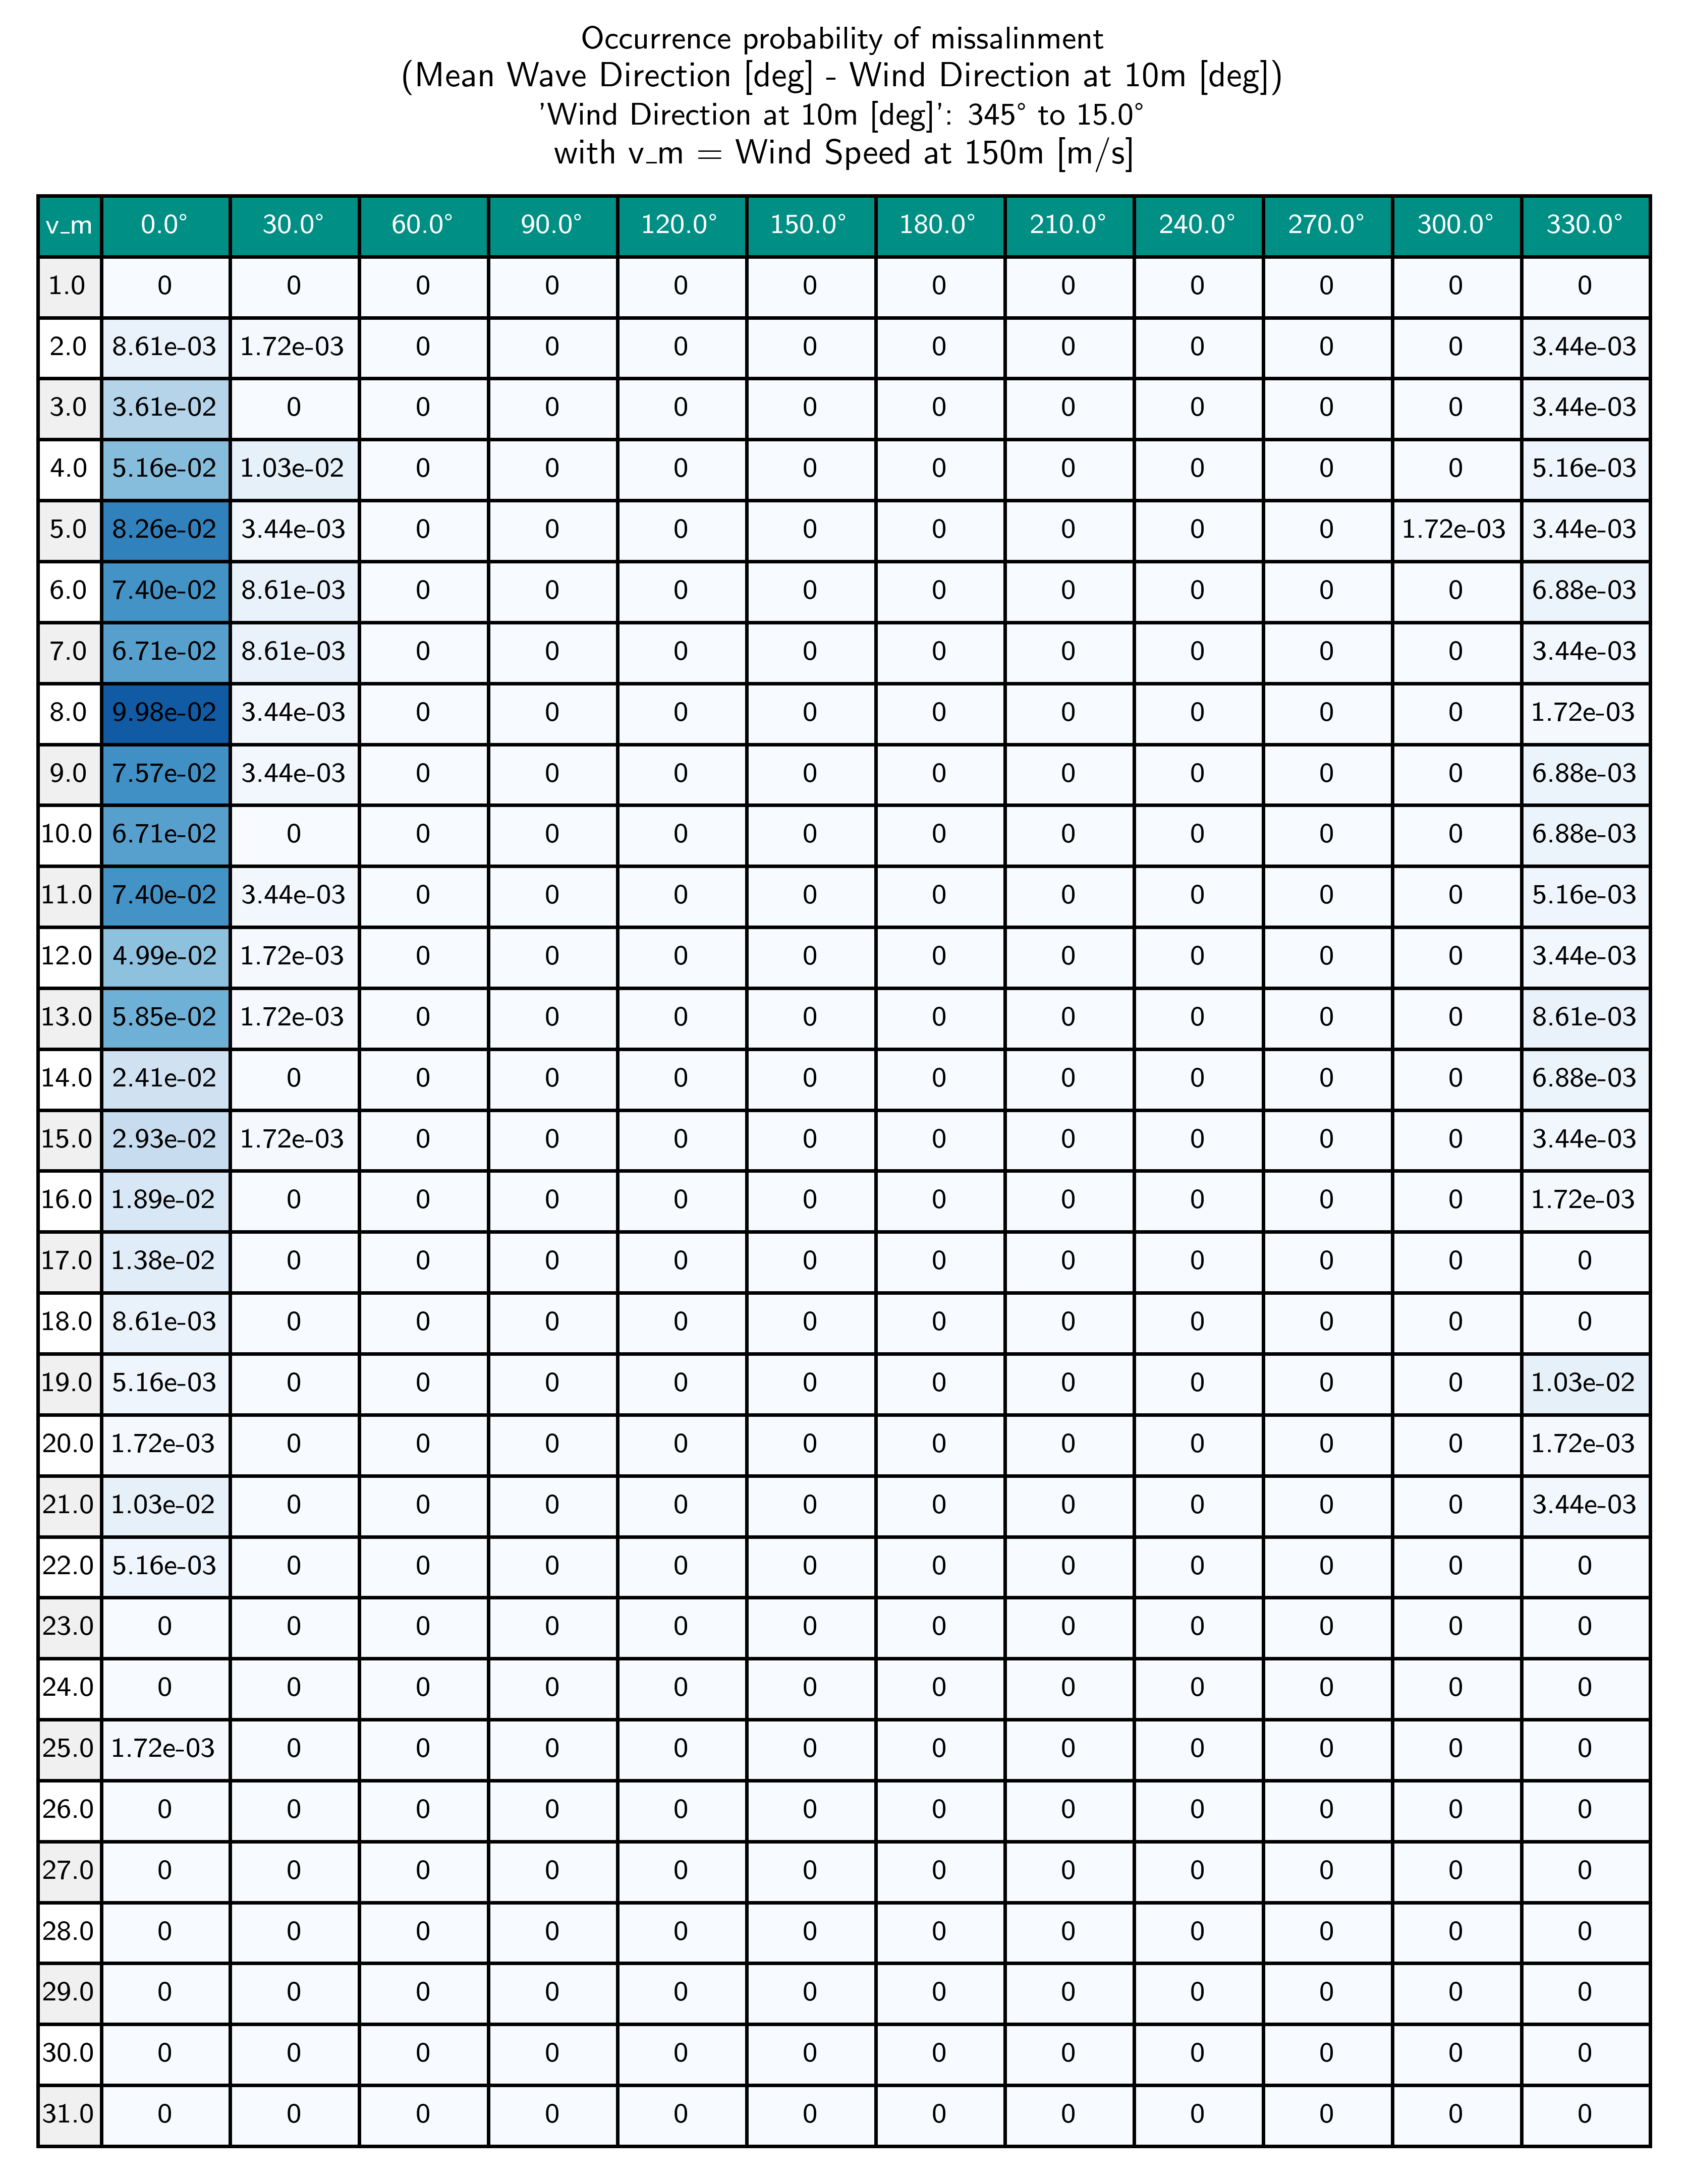 Occurrence probability of missalinment
(Mean Wave Direction [deg] - Wind Direction at 10m [deg])
'Wind Direction at 10m [deg]': 345° to 15.0°
with v_m = Wind Speed at 150m [m/s]
v_m 0.0° 30.0° 60.0° 90.0° 120.0° 150.0° 180.0° 210.0° 240.0° 270.0° 300.0° 330.0°
1.0 0 0 0 0 0 0 0 0 0 0 0 0
2.0 8.61e-03 1.72e-03 0 0 0 0 0 0 0 0 0 3.44e-03
3.0 3.61e-02 0 0 0 0 0 0 0 0 0 0 3.44e-03
4.0 5.16e-02 1.03e-02 0 0 0 0 0 0 0 0 0 5.16e-03
5.0 8.26e-02 3.44e-03 0 0 0 0 0 0 0 0 1.72e-03 3.44e-03
6.0 7.40e-02 8.61e-03 0 0 0 0 0 0 0 0 0 6.88e-03
7.0 6.71e-02 8.61e-03 0 0 0 0 0 0 0 0 0 3.44e-03
8.0 9.98e-02 3.44e-03 0 0 0 0 0 0 0 0 0 1.72e-03
9.0 7.57e-02 3.44e-03 0 0 0 0 0 0 0 0 0 6.88e-03
10.0 6.71e-02 0 0 0 0 0 0 0 0 0 0 6.88e-03
11.0 7.40e-02 3.44e-03 0 0 0 0 0 0 0 0 0 5.16e-03
12.0 4.99e-02 1.72e-03 0 0 0 0 0 0 0 0 0 3.44e-03
13.0 5.85e-02 1.72e-03 0 0 0 0 0 0 0 0 0 8.61e-03
14.0 2.41e-02 0 0 0 0 0 0 0 0 0 0 6.88e-03
15.0 2.93e-02 1.72e-03 0 0 0 0 0 0 0 0 0 3.44e-03
16.0 1.89e-02 0 0 0 0 0 0 0 0 0 0 1.72e-03
17.0 1.38e-02 0 0 0 0 0 0 0 0 0 0 0
18.0 8.61e-03 0 0 0 0 0 0 0 0 0 0 0
19.0 5.16e-03 0 0 0 0 0 0 0 0 0 0 1.03e-02
20.0 1.72e-03 0 0 0 0 0 0 0 0 0 0 1.72e-03
21.0 1.03e-02 0 0 0 0 0 0 0 0 0 0 3.44e-03
22.0 5.16e-03 0 0 0 0 0 0 0 0 0 0 0
23.0 0 0 0 0 0 0 0 0 0 0 0 0
24.0 0 0 0 0 0 0 0 0 0 0 0 0
25.0 1.72e-03 0 0 0 0 0 0 0 0 0 0 0
26.0 0 0 0 0 0 0 0 0 0 0 0 0
27.0 0 0 0 0 0 0 0 0 0 0 0 0
28.0 0 0 0 0 0 0 0 0 0 0 0 0
29.0 0 0 0 0 0 0 0 0 0 0 0 0
30.0 0 0 0 0 0 0 0 0 0 0 0 0
31.0 0 0 0 0 0 0 0 0 0 0 0 0